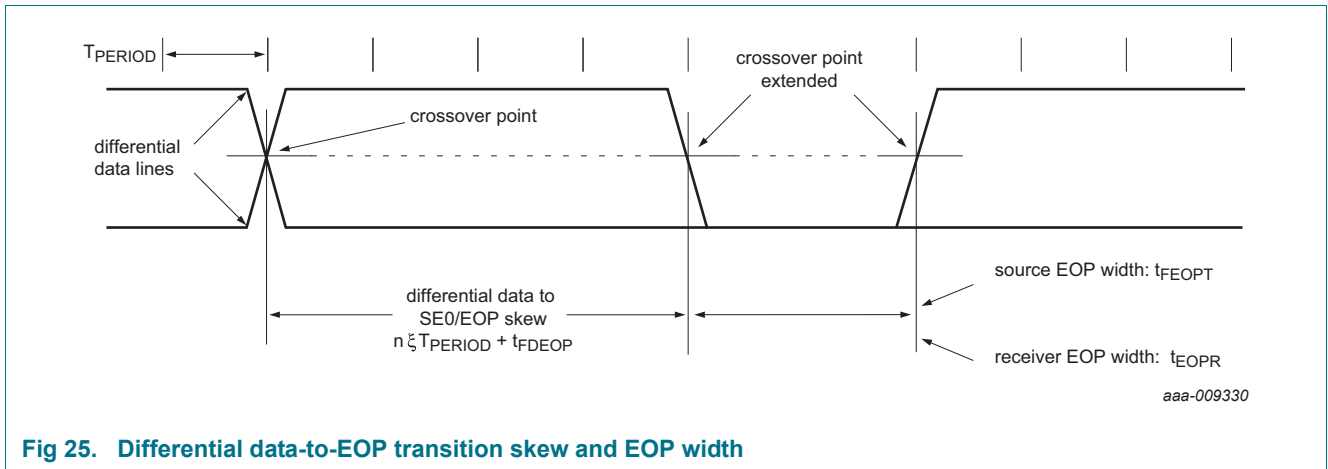 TPERIOD
crossover point
extended
crossover point
differential
data lines
source EOP width: tFEOPT
differential data to
SE0/EOP skew
n ξ TPERIOD + tFDEOP
receiver EOP width: tEOPR
aaa-009330
Fig 25. Differential data-to-EOP transition skew and EOP width